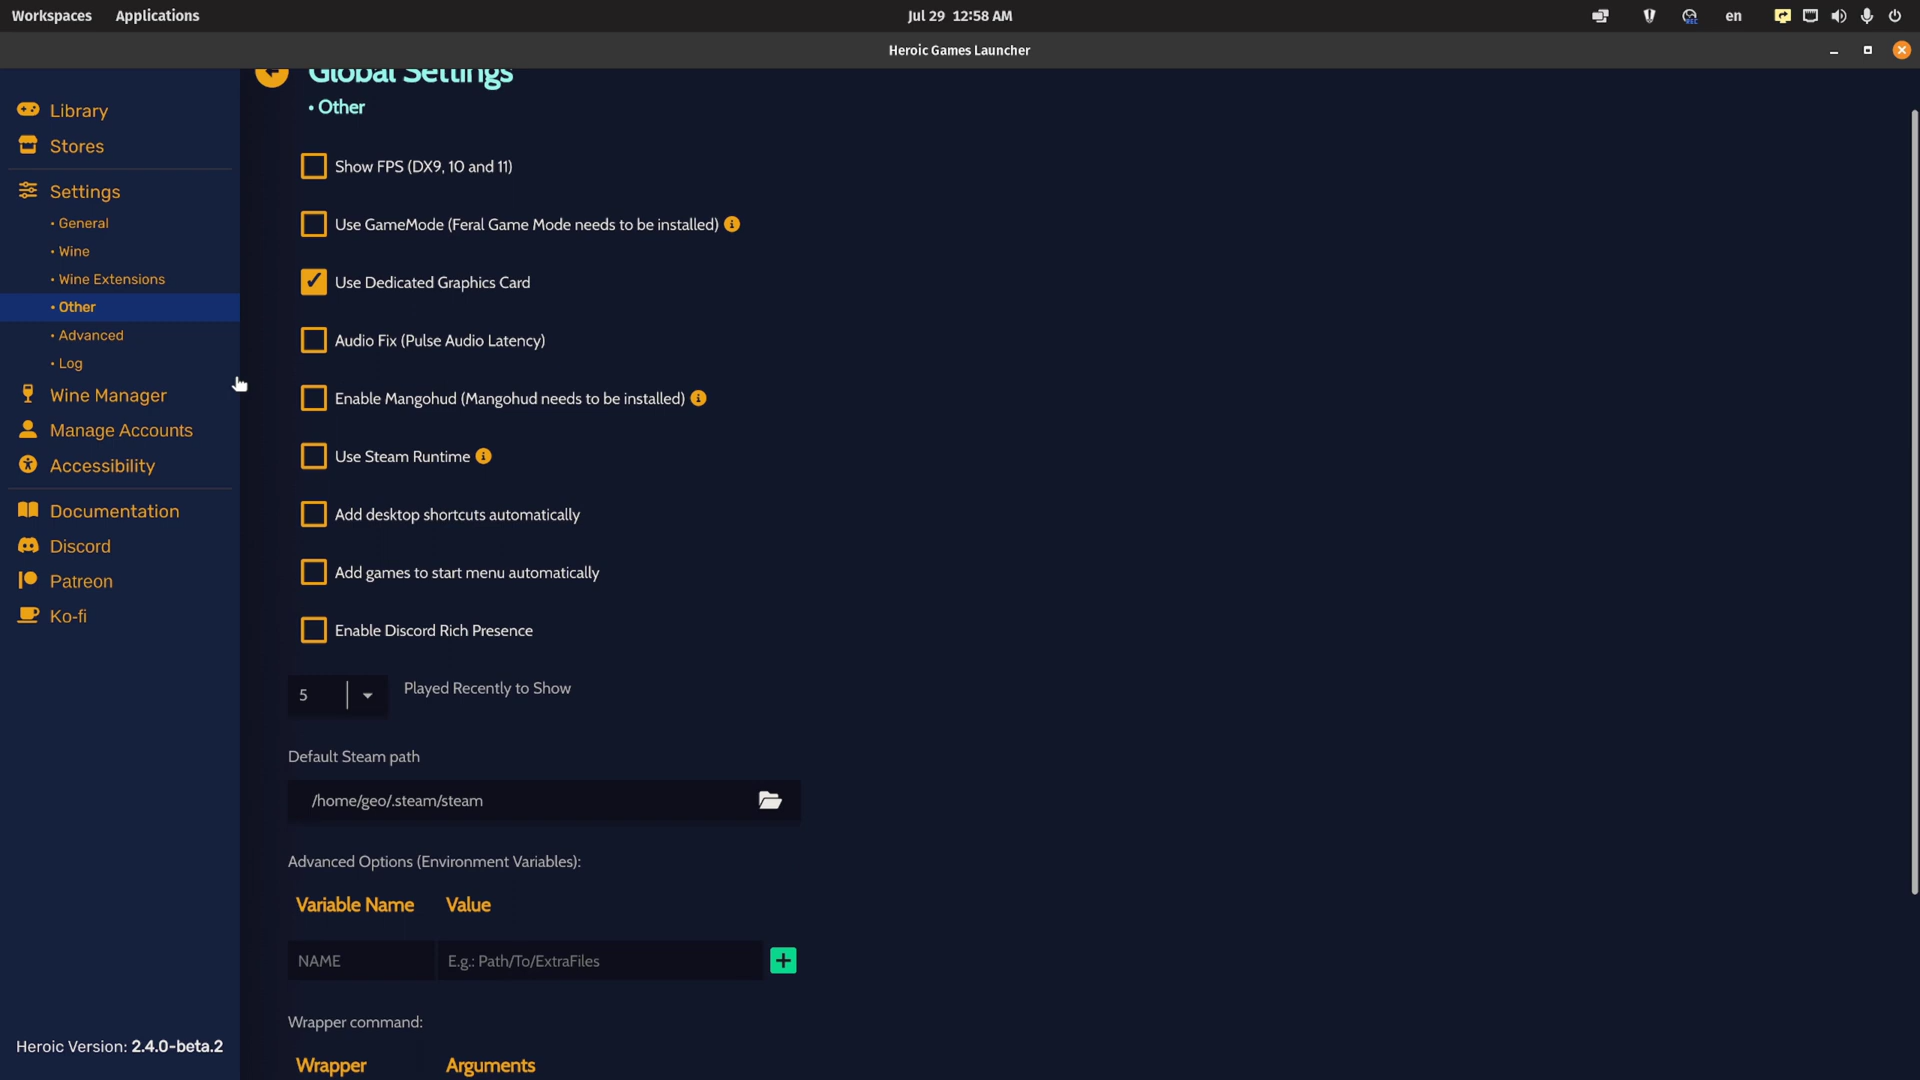 Workspaces Applications Jul 29 12:58 AM REC en
Heroic Games Launcher
Library
Stores
Settings
• General
• Wine
• Wine Extensions
• Other
• Advanced
• Log
Wine Manager
Manage Accounts
Accessibility
Documentation
Discord
Patreon
Ko-fi
Heroic Version: 2.4.0-beta.2
Global Settings
• Other
Show FPS (DX9, 10 and 11)
Use GameMode (Feral Game Mode needs to be installed)
Use Dedicated Graphics Card
Audio Fix (Pulse Audio Latency)
Enable Mangohud (Mangohud needs to be installed)
Use Steam Runtime
Add desktop shortcuts automatically
Add games to start menu automatically
Enable Discord Rich Presence
5 Played Recently to Show
Default Steam path
/home/geo/.steam/steam
Advanced Options (Environment Variables):
Variable Name Value
NAME E.g.: Path/To/ExtraFiles
Wrapper command:
Wrapper Arguments